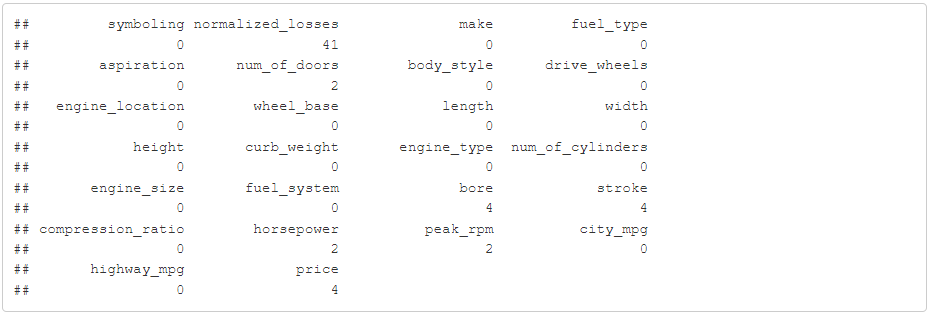 ##         symboling normalized_losses              make         fuel_type
##                 0                41                 0                 0
##        aspiration      num_of_doors        body_style      drive_wheels
##                 0                 2                 0                 0
##   engine_location        wheel_base            length             width
##                 0                 0                 0                 0
##            height       curb_weight       engine_type  num_of_cylinders
##                 0                 0                 0                 0
##       engine_size       fuel_system              bore            stroke
##                 0                 0                 4                 4
## compression_ratio        horsepower          peak_rpm          city_mpg
##                 0                 2                 2                 0
##       highway_mpg             price
##                 0                 4